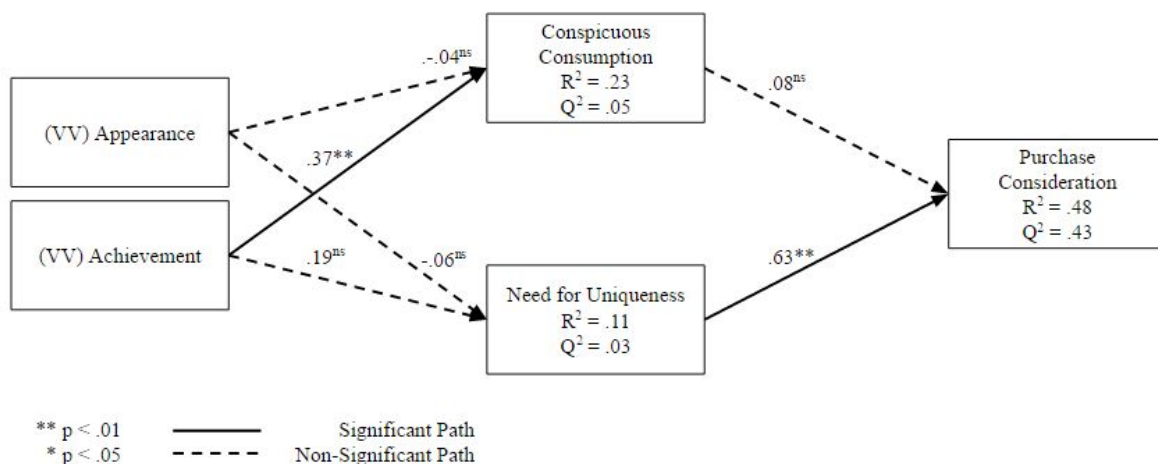 Conspicuous
Consumption
R² = .23
Q² = .05
.-.04ⁿˢ
.08ⁿˢ
(VV) Appearance
.37**
Purchase
Consideration
R² = .48
Q² = .43
(VV) Achievement
.19ⁿˢ
-.06ⁿˢ
.63**
Need for Uniqueness
R² = .11
Q² = .03
** p < .01
Significant Path
* p < .05
Non-Significant Path